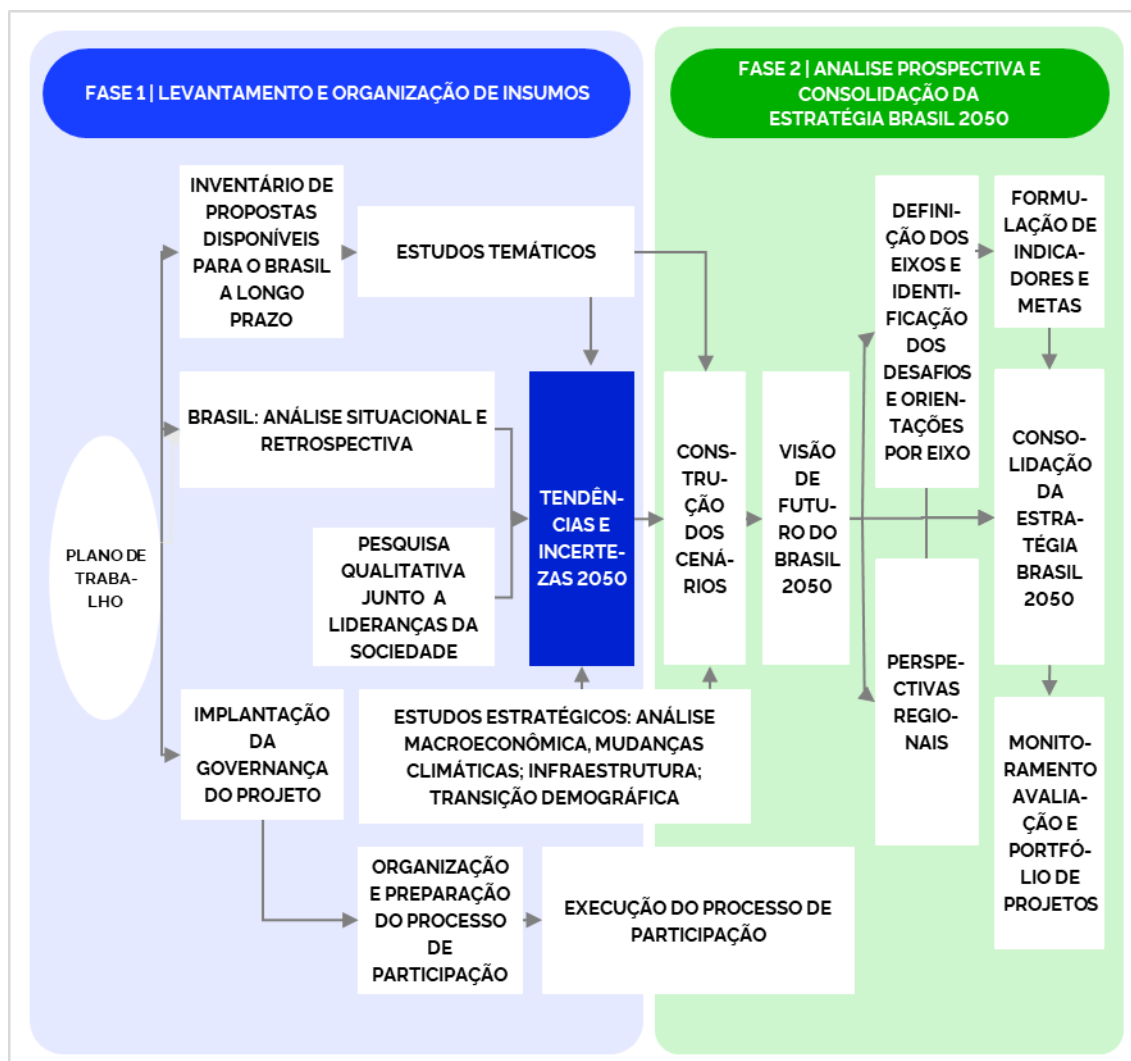 FASE 1 | LEVANTAMENTO E ORGANIZAÇÃO DE INSUMOS
FASE 2 | ANALISE PROSPECTIVA E
CONSOLIDAÇÃO DA
ESTRATÉGIA BRASIL 2050
INVENTÁRIO DE
PROPOSTAS
DISPONÍVEIS
PARA O BRASIL
A LONGO
PRAZO
ESTUDOS TEMÁTICOS
BRASIL: ANÁLISE SITUACIONAL E
RETROSPECTIVA
PLANO DE
TRABA-
LHO
PESQUISA
QUALITATIVA
JUNTO A
LIDERANÇAS DA
SOCIEDADE
TENDÊN-
CIAS E
INCERTE-
ZAS 2050
IMPLANTAÇÃO
DA
GOVERNANÇA
DO PROJETO
ESTUDOS ESTRATÉGICOS: ANÁLISE
MACROECONÔMICA, MUDANÇAS
CLIMÁTICAS; INFRAESTRUTURA;
TRANSIÇÃO DEMOGRÁFICA
ORGANIZAÇÃO
E PREPARAÇÃO
DO PROCESSO
DE
PARTICIPAÇÃO
EXECUÇÃO DO PROCESSO DE
PARTICIPAÇÃO
CONS-
TRU-
ÇÃO
DOS
CENÁ-
RIOS
VISÃO
DE
FUTU-
RO DO
BRASIL
2050
DEFINI-
ÇÃO DOS
EIXOS E
IDENTI-
FICAÇÃO
DOS
DESAFIOS
E ORIEN-
TAÇÕES
POR EIXO
FORMU-
LAÇÃO DE
INDICA-
DORES E
METAS
CONSO-
LIDAÇÃO
DA
ESTRA-
TÉGIA
BRASIL
2050
PERSPE-
CTIVAS
REGIO-
NAIS
MONITO-
RAMENTO
AVALIA-
ÇÃO E
PORTFÓ-
LIO DE
PROJETOS